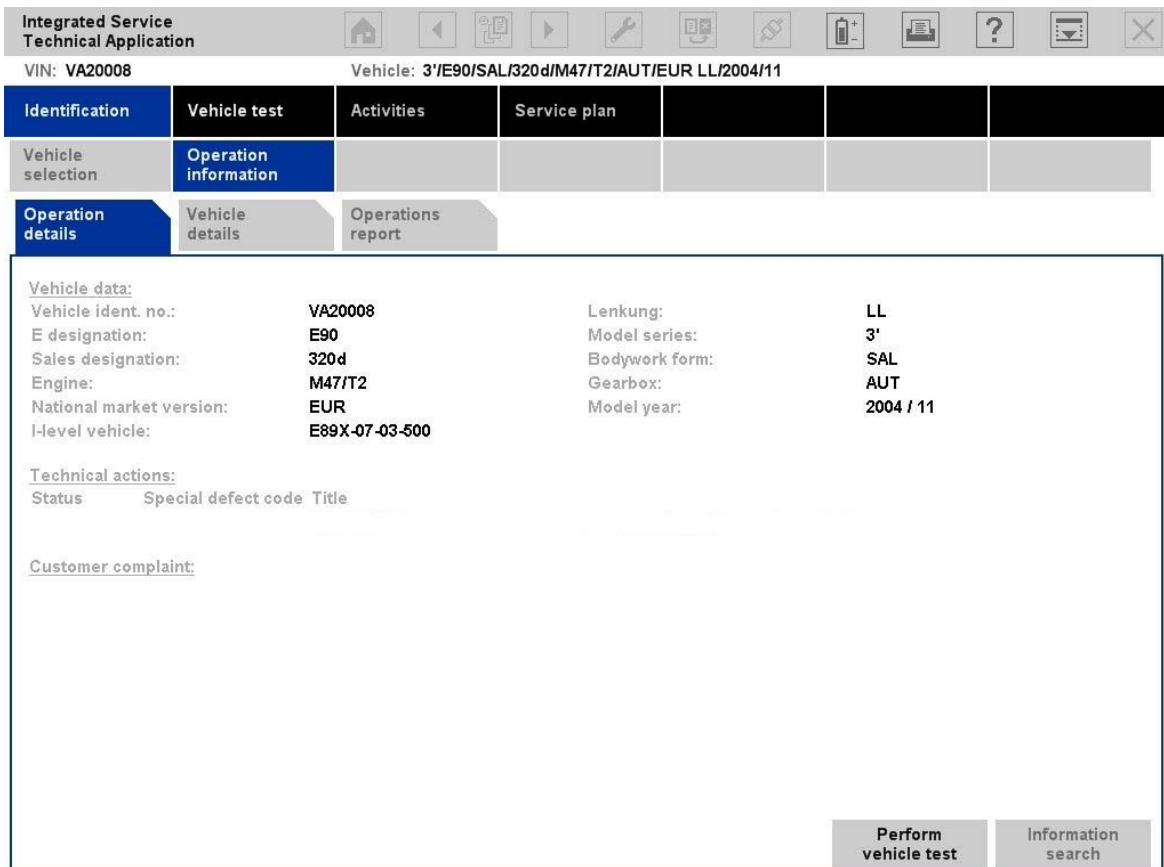 Integrated Service
Technical Application
VIN: VA20008 Vehicle: 3'/E90/SAL/320d/M47/T2/AUT/EUR LL/2004/11
Identification Vehicle test Activities Service plan
Vehicle selection Operation information
Operation details Vehicle details Operations report
Vehicle data:
Vehicle ident. no.: VA20008 Lenkung: LL
E designation: E90 Model series: 3'
Sales designation: 320d Bodywork form: SAL
Engine: M47/T2 Gearbox: AUT
National market version: EUR Model year: 2004 / 11
I-level vehicle: E89X-07-03-500
Technical actions:
Status Special defect code Title
Customer complaint:
Perform vehicle test Information search